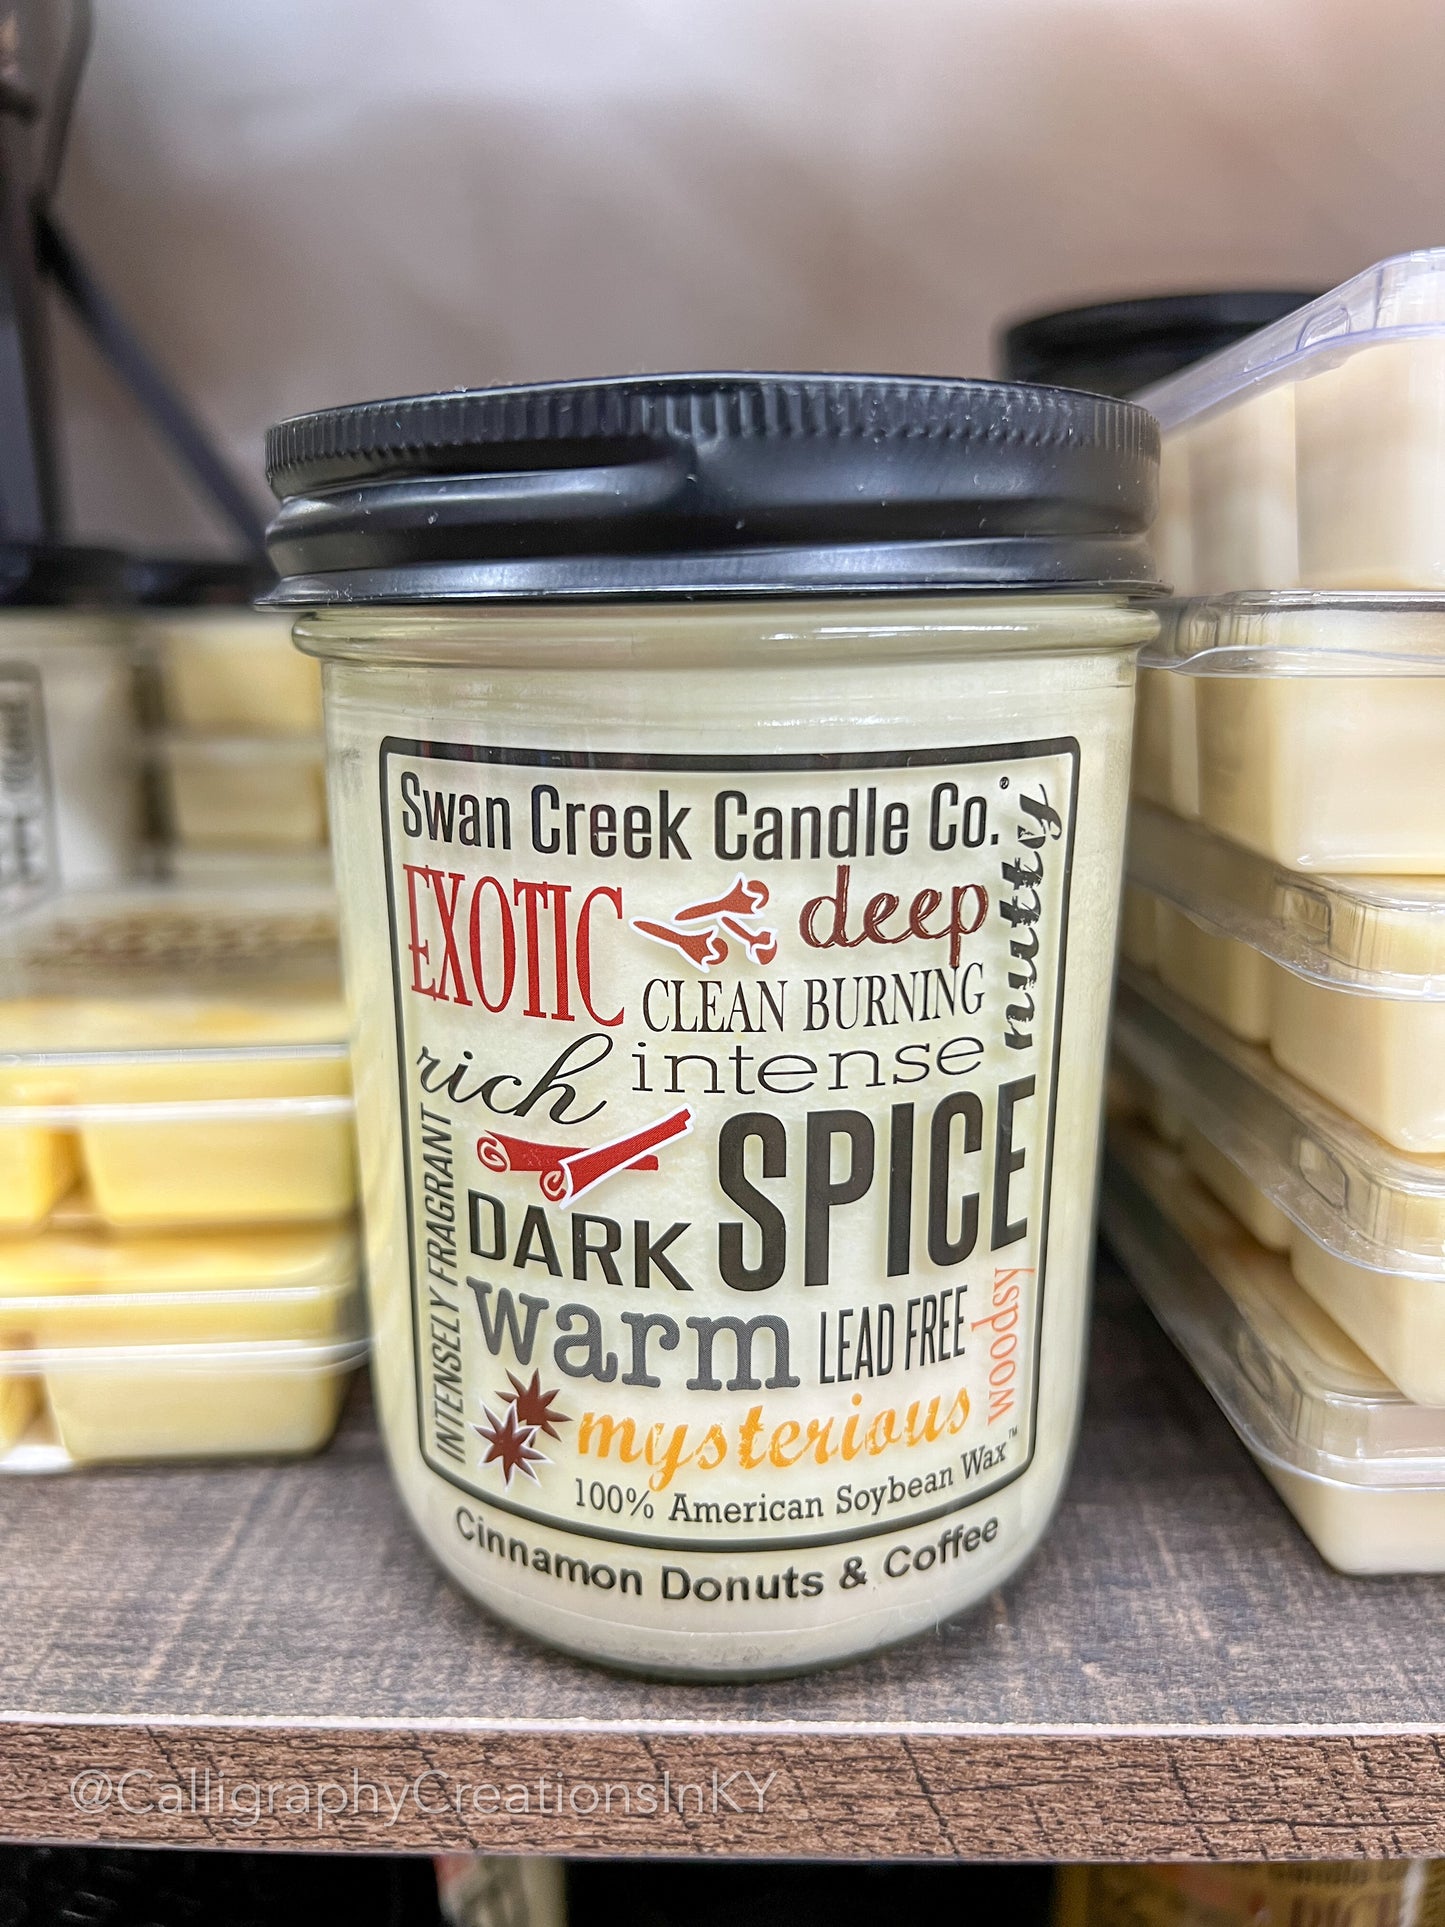 Swan Creek Candle Co.®
EXOTIC
deep
nutty
CLEAN BURNING
rich
intense
SPICE
DARK
INTENSELY FRAGRANT
warm
LEAD FREE
woodsy
mysterious
100% American Soybean Wax™
Cinnamon Donuts & Coffee
@CalligraphyCreationsInKY